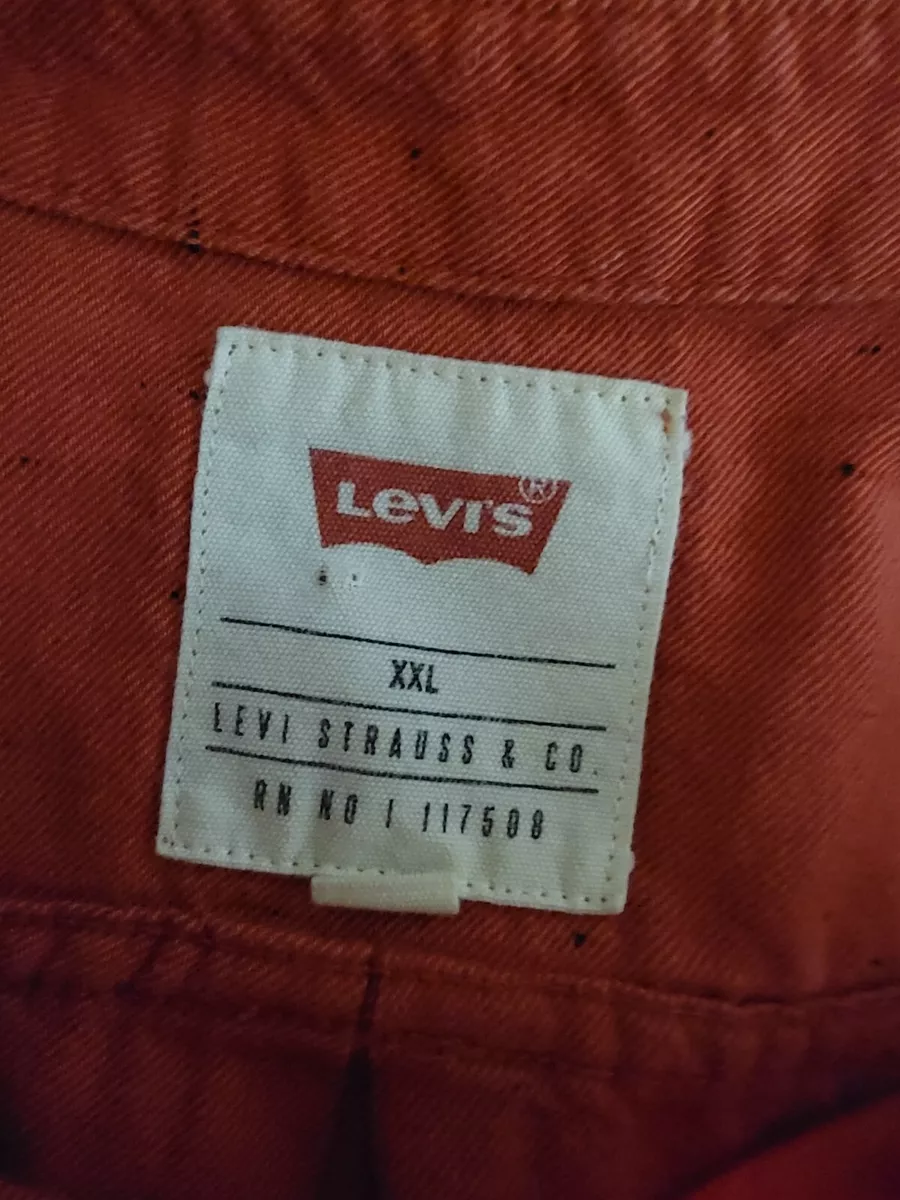 Levi's®
XXL
LEVI STRAUSS & CO.
RN NO | 117508